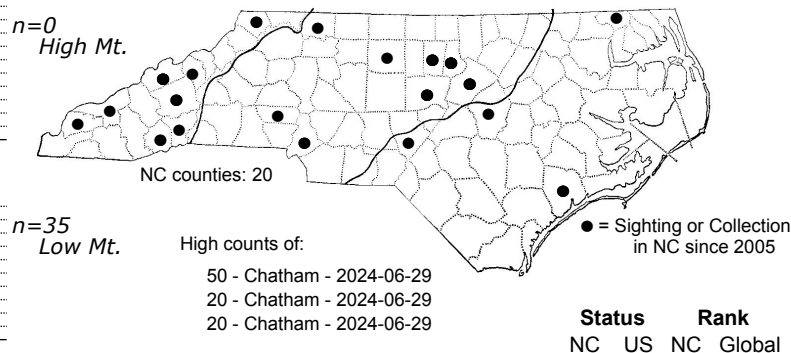 n=0
High Mt.
NC counties: 20
n=35
Low Mt.
High counts of:
50 - Chatham - 2024-06-29
20 - Chatham - 2024-06-29
20 - Chatham - 2024-06-29
● = Sighting or Collection
in NC since 2005
Status Rank
NC US NC Global